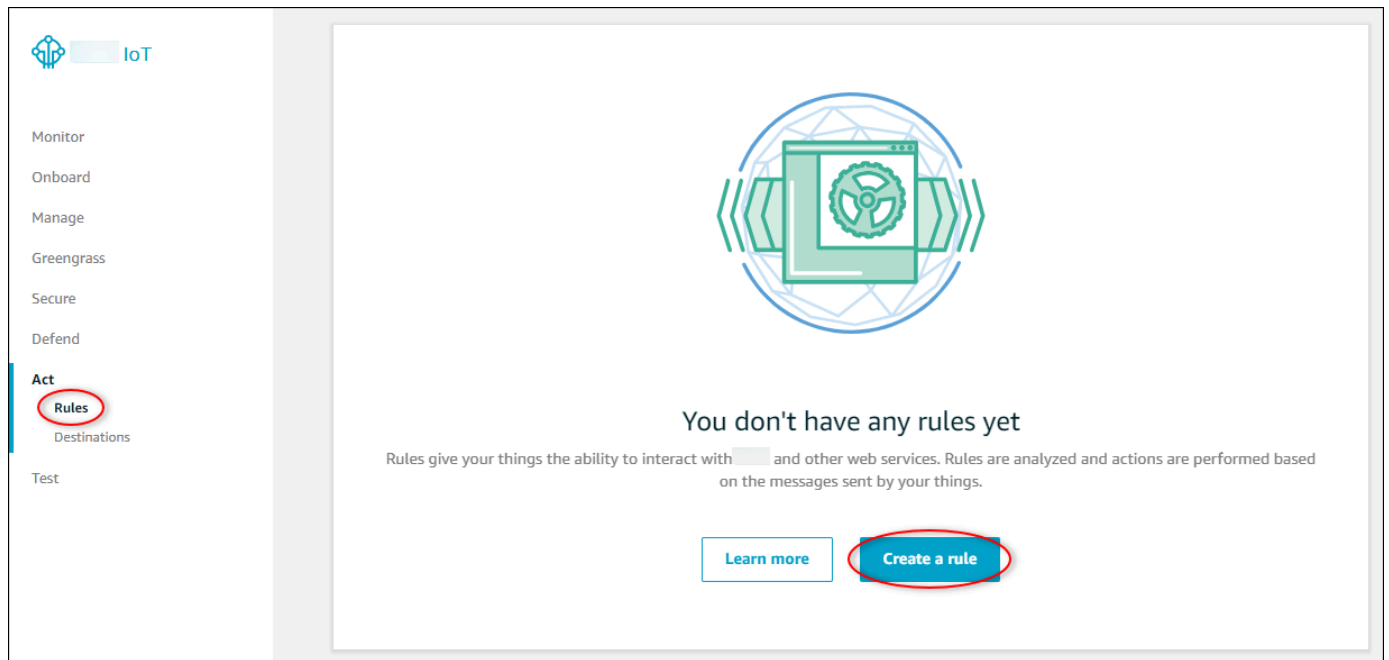 IoT
Monitor
Onboard
Manage
Greengrass
Secure
Defend
Act
Rules
Destinations
Test
You don't have any rules yet
Rules give your things the ability to interact with and other web services. Rules are analyzed and actions are performed based
on the messages sent by your things.
Learn more
Create a rule